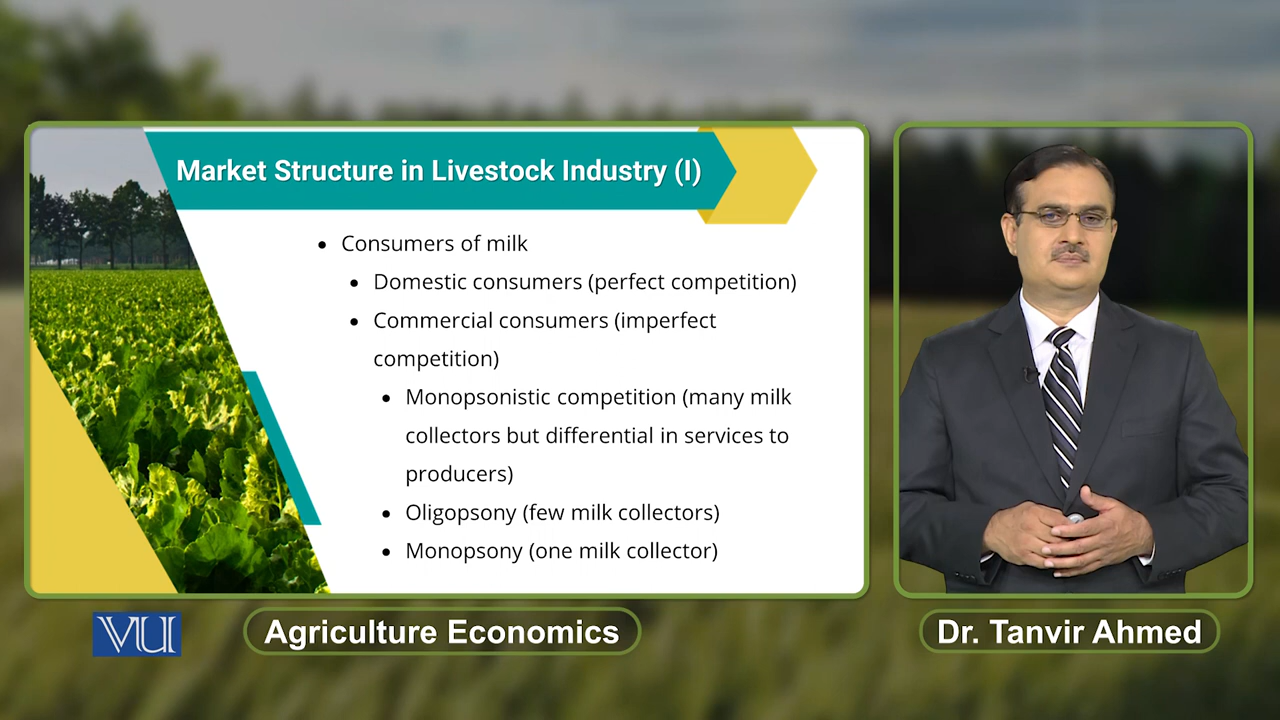 Market Structure in Livestock Industry (I)
• Consumers of milk
• Domestic consumers (perfect competition)
• Commercial consumers (imperfect
competition)
• Monopsonistic competition (many milk
collectors but differential in services to
producers)
• Oligopsony (few milk collectors)
• Monopsony (one milk collector)
VU
Agriculture Economics
Dr. Tanvir Ahmed